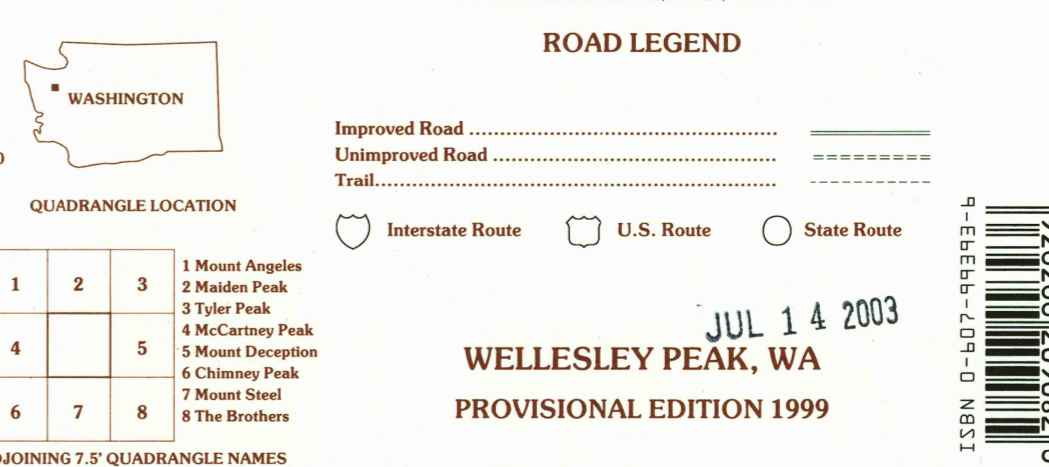 ROAD LEGEND
WASHINGTON
QUADRANGLE LOCATION
Improved Road
Unimproved Road
Trail
Interstate Route
U.S. Route
State Route
1 2 3
4 5
6 7 8
1 Mount Angeles
2 Maiden Peak
3 Tyler Peak
4 McCartney Peak
5 Mount Deception
6 Chimney Peak
7 Mount Steel
8 The Brothers
JOINING 7.5' QUADRANGLE NAMES
JUL 14 2003
WELLESLEY PEAK, WA
PROVISIONAL EDITION 1999
ISBN 0-607-99393-6